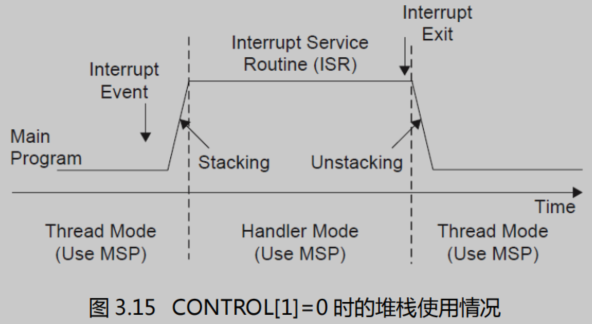 Interrupt
Exit
Interrupt Service
Routine (ISR)
Interrupt
Event
Main
Program
Stacking
Unstacking
Time
Thread Mode
(Use MSP)
Handler Mode
(Use MSP)
Thread Mode
(Use MSP)
图 3.15 CONTROL[1]=0 时的堆栈使用情况